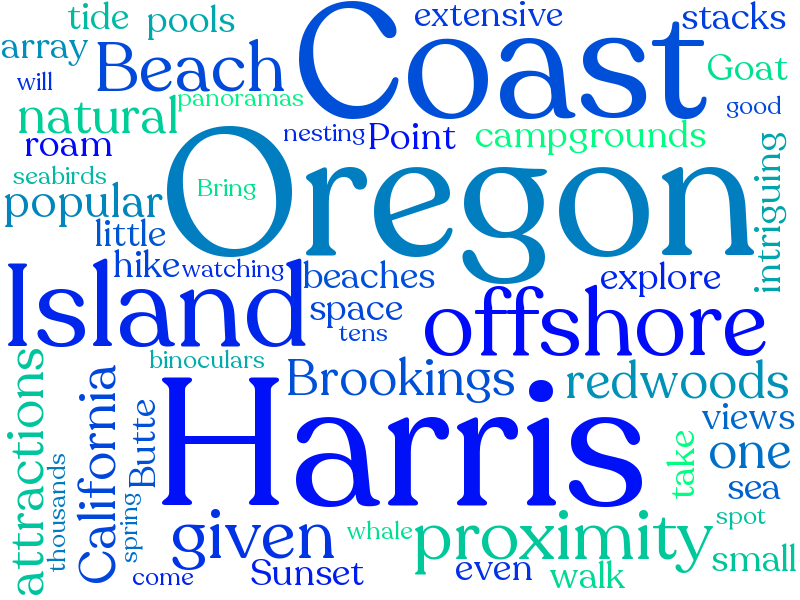 tide pools extensive stacks
array Beach Coast Goat
will panoramas good
natural nesting Point campgrounds
roam Oregon intriguing
seabirds Bring
popular
little
hike watching beaches explore
Island space offshore
tens
binoculars Brookings redwoods
attractions California Harris views
Butte take one
thousands spring sea
given proximity spot
whale small
come Sunset even walk